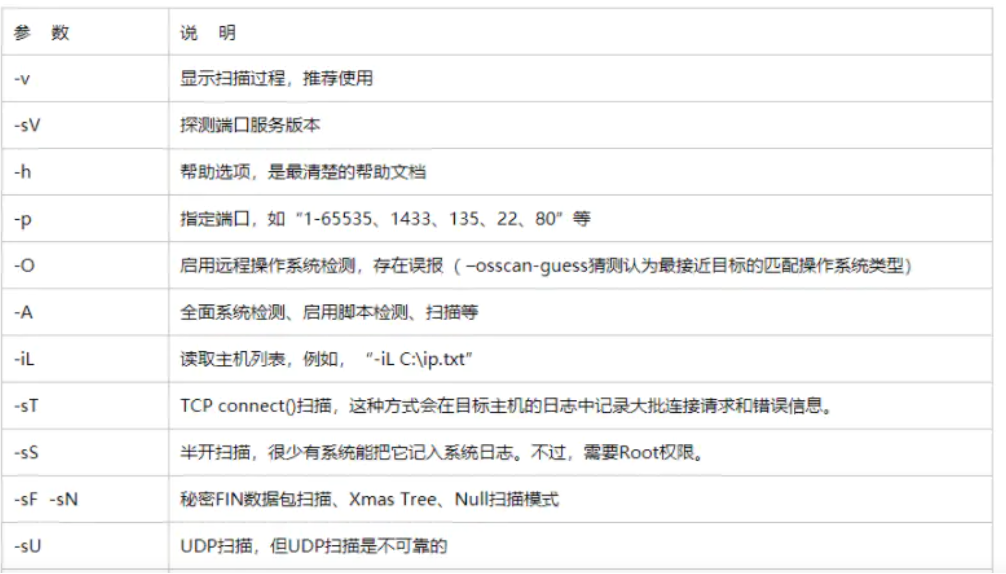 参 数 说 明
-v 显示扫描过程，推荐使用
-sV 探测端口服务版本
-h 帮助选项，是最清楚的帮助文档
-p 指定端口，如“1-65535、1433、135、22、80”等
-O 启用远程操作系统检测，存在误报（–osscan-guess猜测认为最接近目标的匹配操作系统类型）
-A 全面系统检测、启用脚本检测、扫描等
-iL 读取主机列表，例如，“-iL C:\ip.txt”
-sT TCP connect()扫描，这种方式会在目标主机的日志中记录大批连接请求和错误信息。
-sS 半开扫描，很少有系统能把它记入系统日志。不过，需要Root权限。
-sF -sN 秘密FIN数据包扫描、Xmas Tree、Null扫描模式
-sU UDP扫描，但UDP扫描是不可靠的